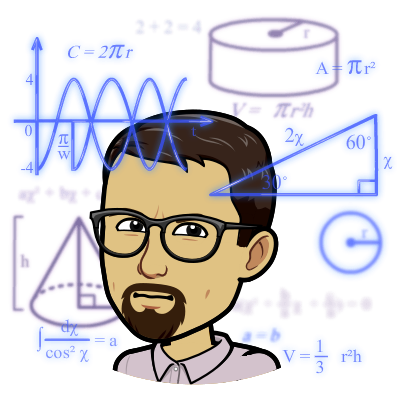 2 + 2 = 4
C = 2πr
r
4
A = πr²
0
π
w
-4
V = πr²h
2χ
60°
χ
30°
r
h
∫ dχ
cos² χ = a
a = b
V = 1
3 r²h